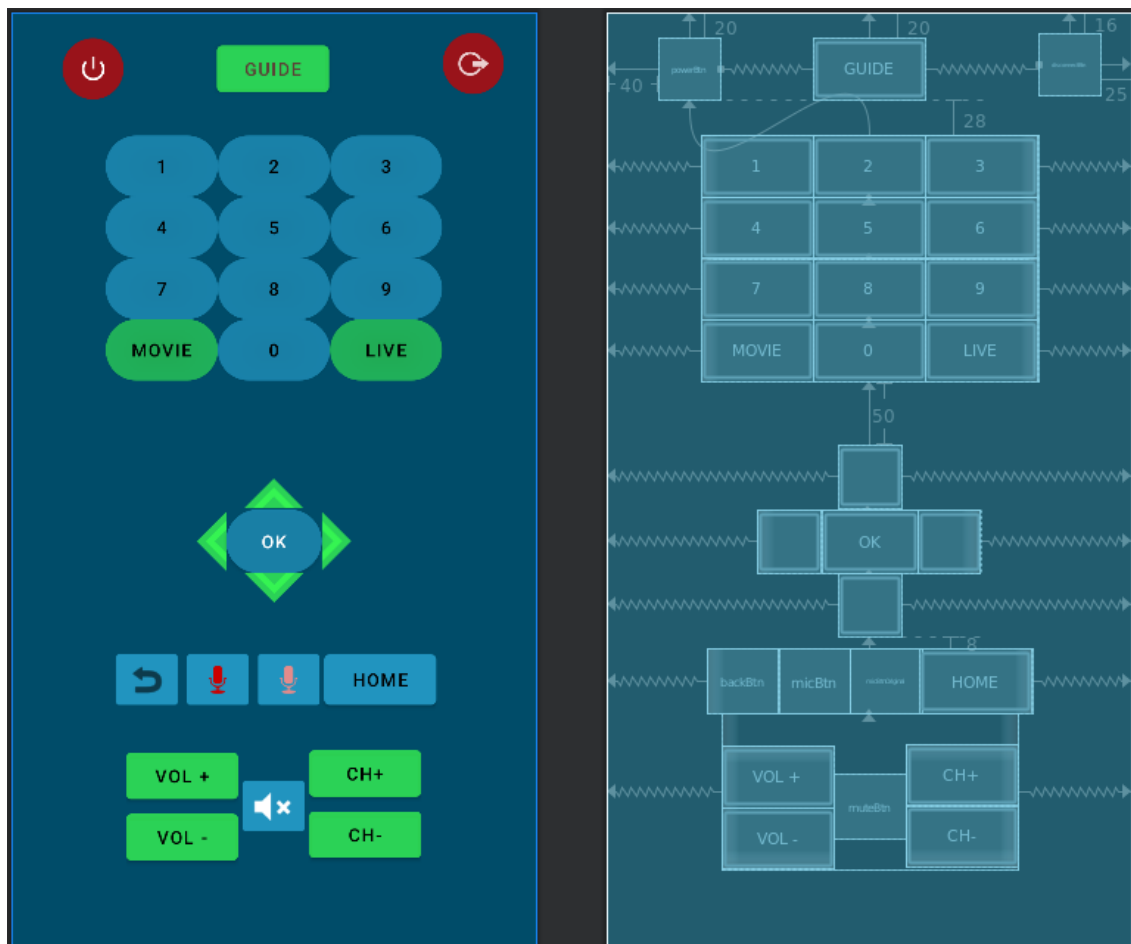 GUIDE
1 2 3
4 5 6
7 8 9
MOVIE 0 LIVE
OK
HOME
VOL + CH+
VOL - CH-
20 20 16
powerBtn GUIDE
40 25
28
1 2 3
4 5 6
7 8 9
MOVIE 0 LIVE
50
OK
8
backBtn micBtn HOME
VOL + CH+
muteBtn
VOL - CH-